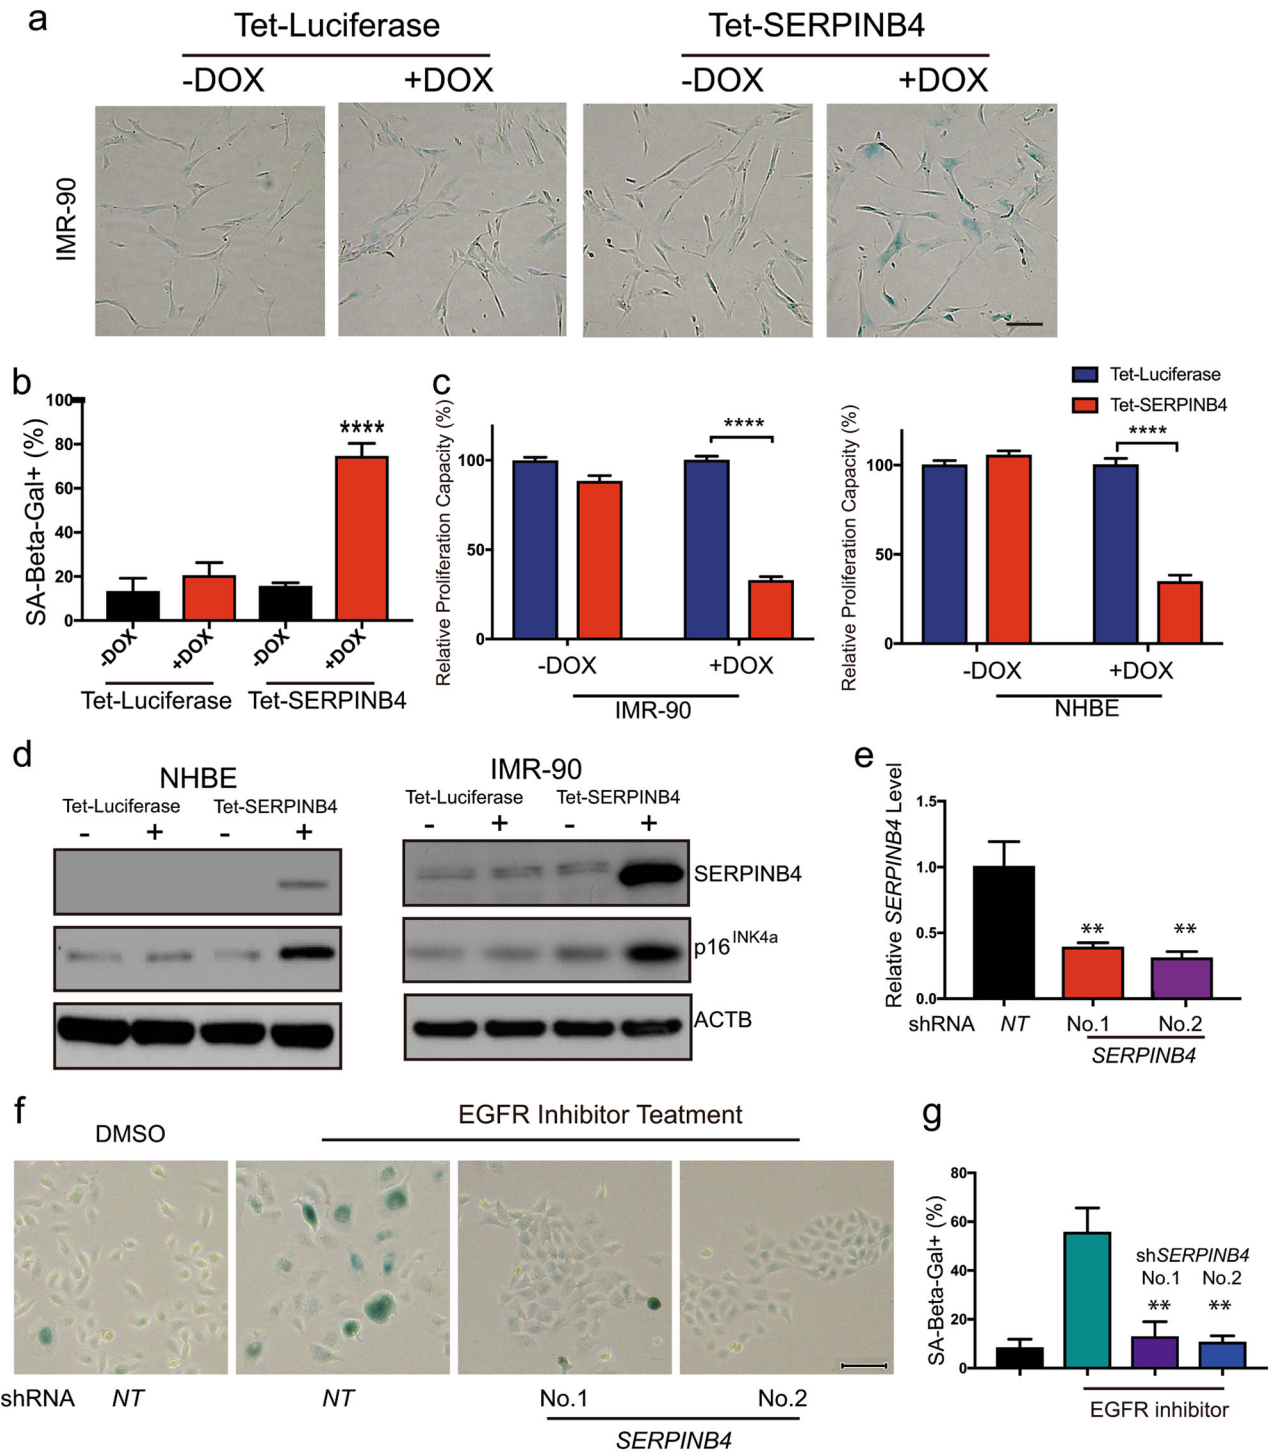 a
Tet-Luciferase
Tet-SERPINB4
-DOX
+DOX
-DOX
+DOX
IMR-90
b
SA-Beta-Gal+ (%)
100
80
60
40
20
0
-DOX
+DOX
-DOX
+DOX
Tet-Luciferase
Tet-SERPINB4
****
c
Tet-Luciferase
Tet-SERPINB4
Relative Proliferation Capacity (%)
100
50
0
****
-DOX
+DOX
IMR-90
Relative Proliferation Capacity (%)
100
50
0
****
-DOX
+DOX
NHBE
d
NHBE
Tet-Luciferase
Tet-SERPINB4
- + - +
IMR-90
Tet-Luciferase
Tet-SERPINB4
- + - +
SERPINB4
p16INK4a
ACTB
e
Relative SERPINB4 Level
1.5
1.0
0.5
0.0
**
**
shRNA
NT
No.1
No.2
SERPINB4
f
DMSO
EGFR Inhibitor Teatment
shRNA
NT
NT
No.1
No.2
SERPINB4
g
SA-Beta-Gal+ (%)
80
60
40
20
0
shSERPINB4
No.1
No.2
**
**
EGFR inhibitor